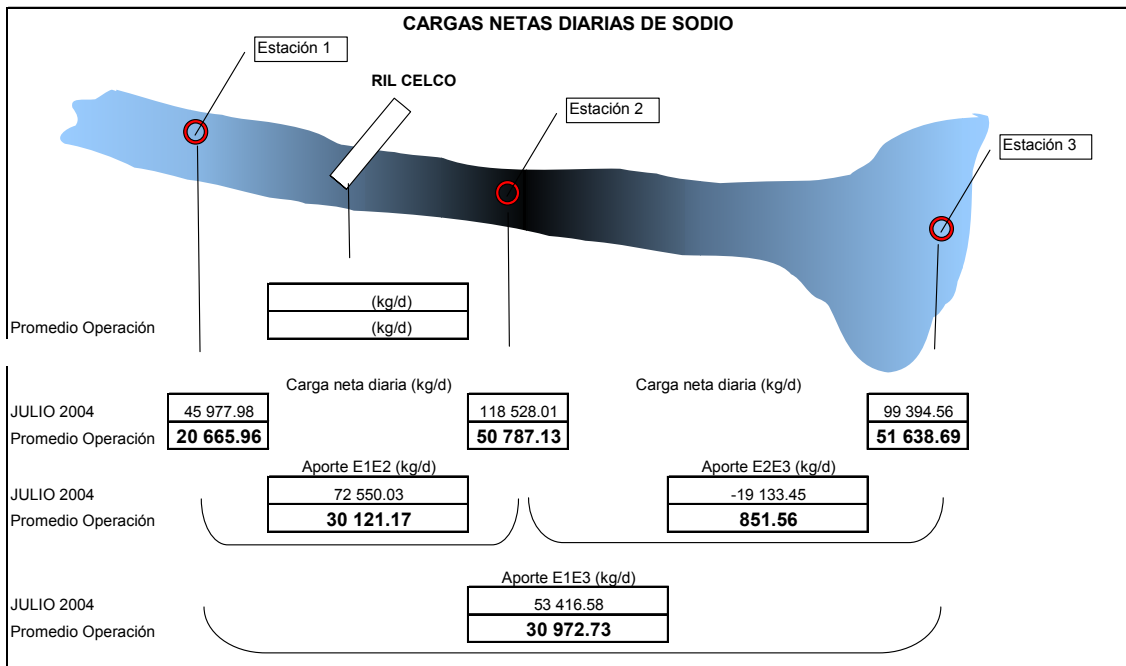 CARGAS NETAS DIARIAS DE SODIO
Estación 1
RIL CELCO
Estación 2
Estación 3
(kg/d)
Promedio Operación (kg/d)
Carga neta diaria (kg/d) Carga neta diaria (kg/d)
JULIO 2004 45 977.98 118 528.01 99 394.56
Promedio Operación 20 665.96 50 787.13 51 638.69
Aporte E1E2 (kg/d) Aporte E2E3 (kg/d)
JULIO 2004 72 550.03 -19 133.45
Promedio Operación 30 121.17 851.56
Aporte E1E3 (kg/d)
JULIO 2004 53 416.58
Promedio Operación 30 972.73